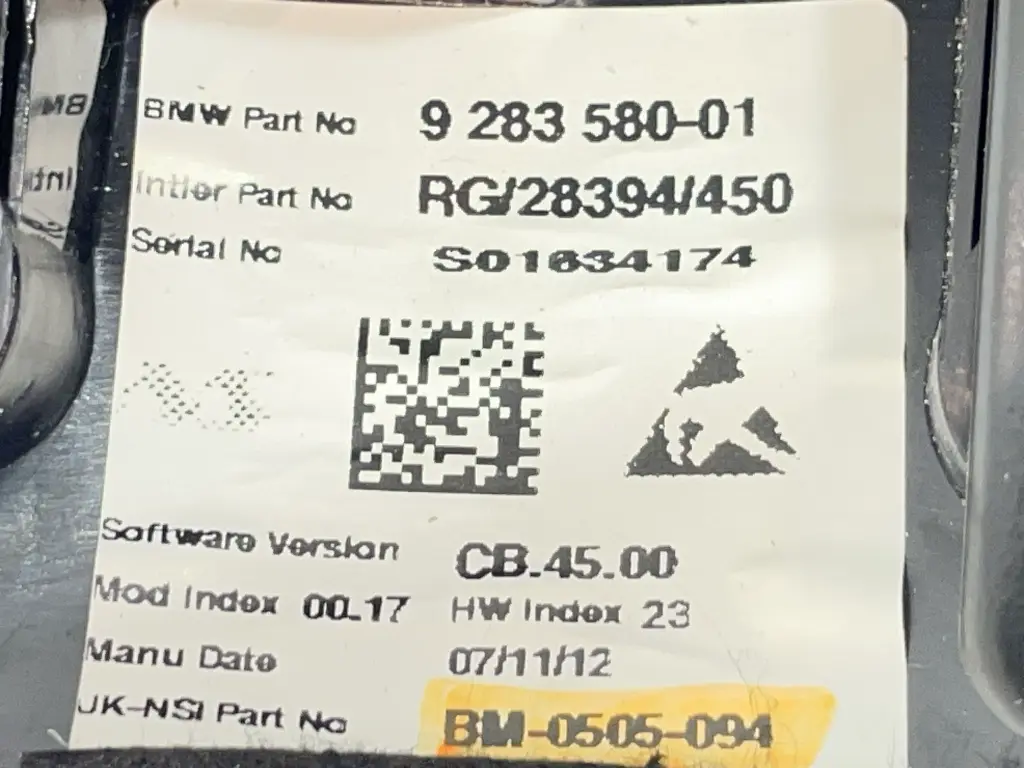 BMW Part No 9 283 580-01
Intier Part No RG/28394/450
Serial No S01634174
Software Version CB.45.00
Mod Index 00.17 HW Index 23
Manu Date 07/11/12
UK-NSI Part No BM-0505-094